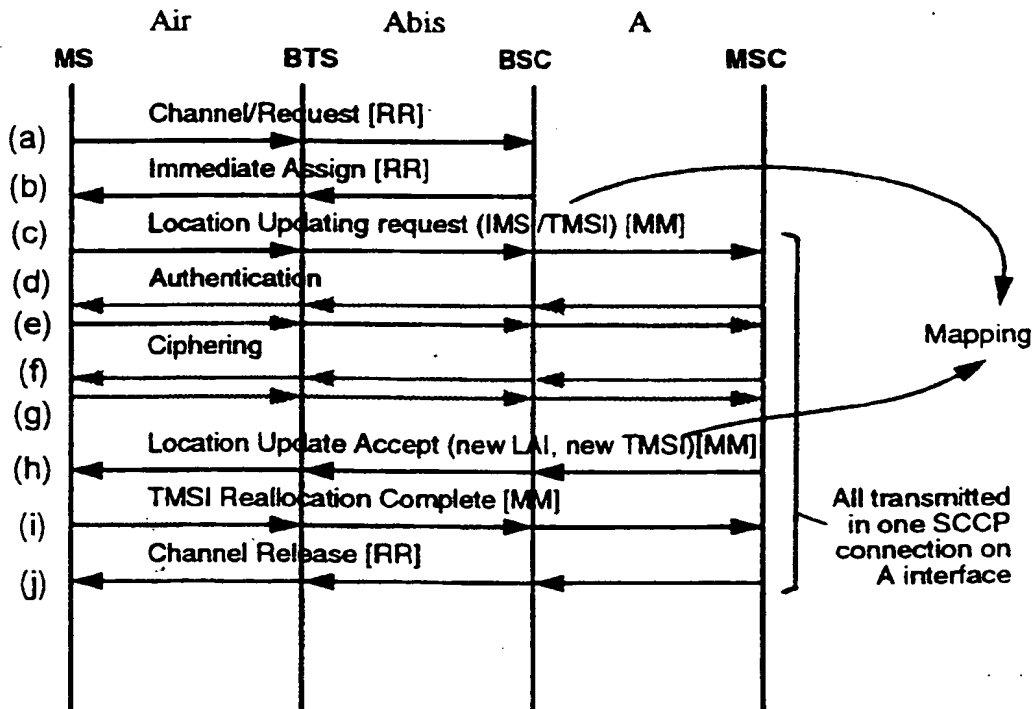 Air Abis A
MS BTS BSC MSC
Channel/Request [RR]
(a)
Immediate Assign [RR]
(b)
Location Updating request (IMS/TMSI) [MM]
(c)
Authentication
(d)
(e)
Ciphering
Mapping
(f)
(g)
Location Update Accept (new LAI, new TMSI)[MM]
(h)
TMSI Reallocation Complete [MM]
(i)
All transmitted
in one SCCP
connection on
A interface
Channel Release [RR]
(j)